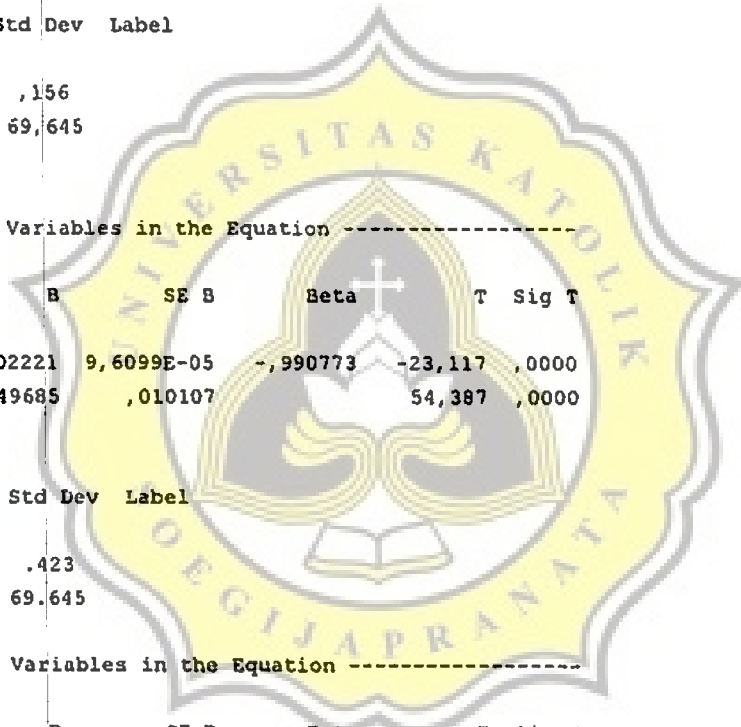 Std Dev Label
,156
69,645
Variables in the Equation ------------------
B SE B Beta T Sig T
02221 9,6099E-05 -,990773 -23,117 ,0000
49685 ,010107 54,387 ,0000
Std Dev Label
.423
69.645
Variables in the Equation ------------------
UNIVERSITAS KATOLIK
SOEGIJAPRANATA